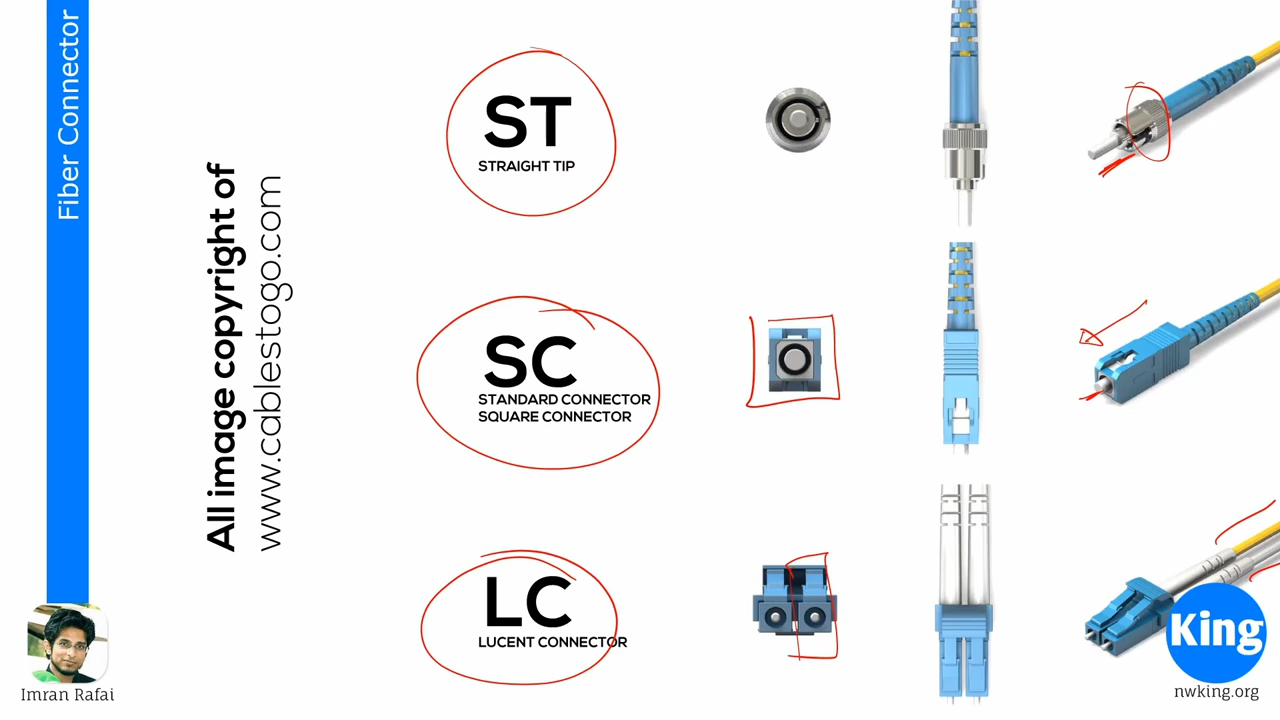 Fiber Connector
All image copyright of
www.cablestogo.com
ST
STRAIGHT TIP
SC
STANDARD CONNECTOR
SQUARE CONNECTOR
LC
LUCENT CONNECTOR
Imran Rafai
King
nwking.org